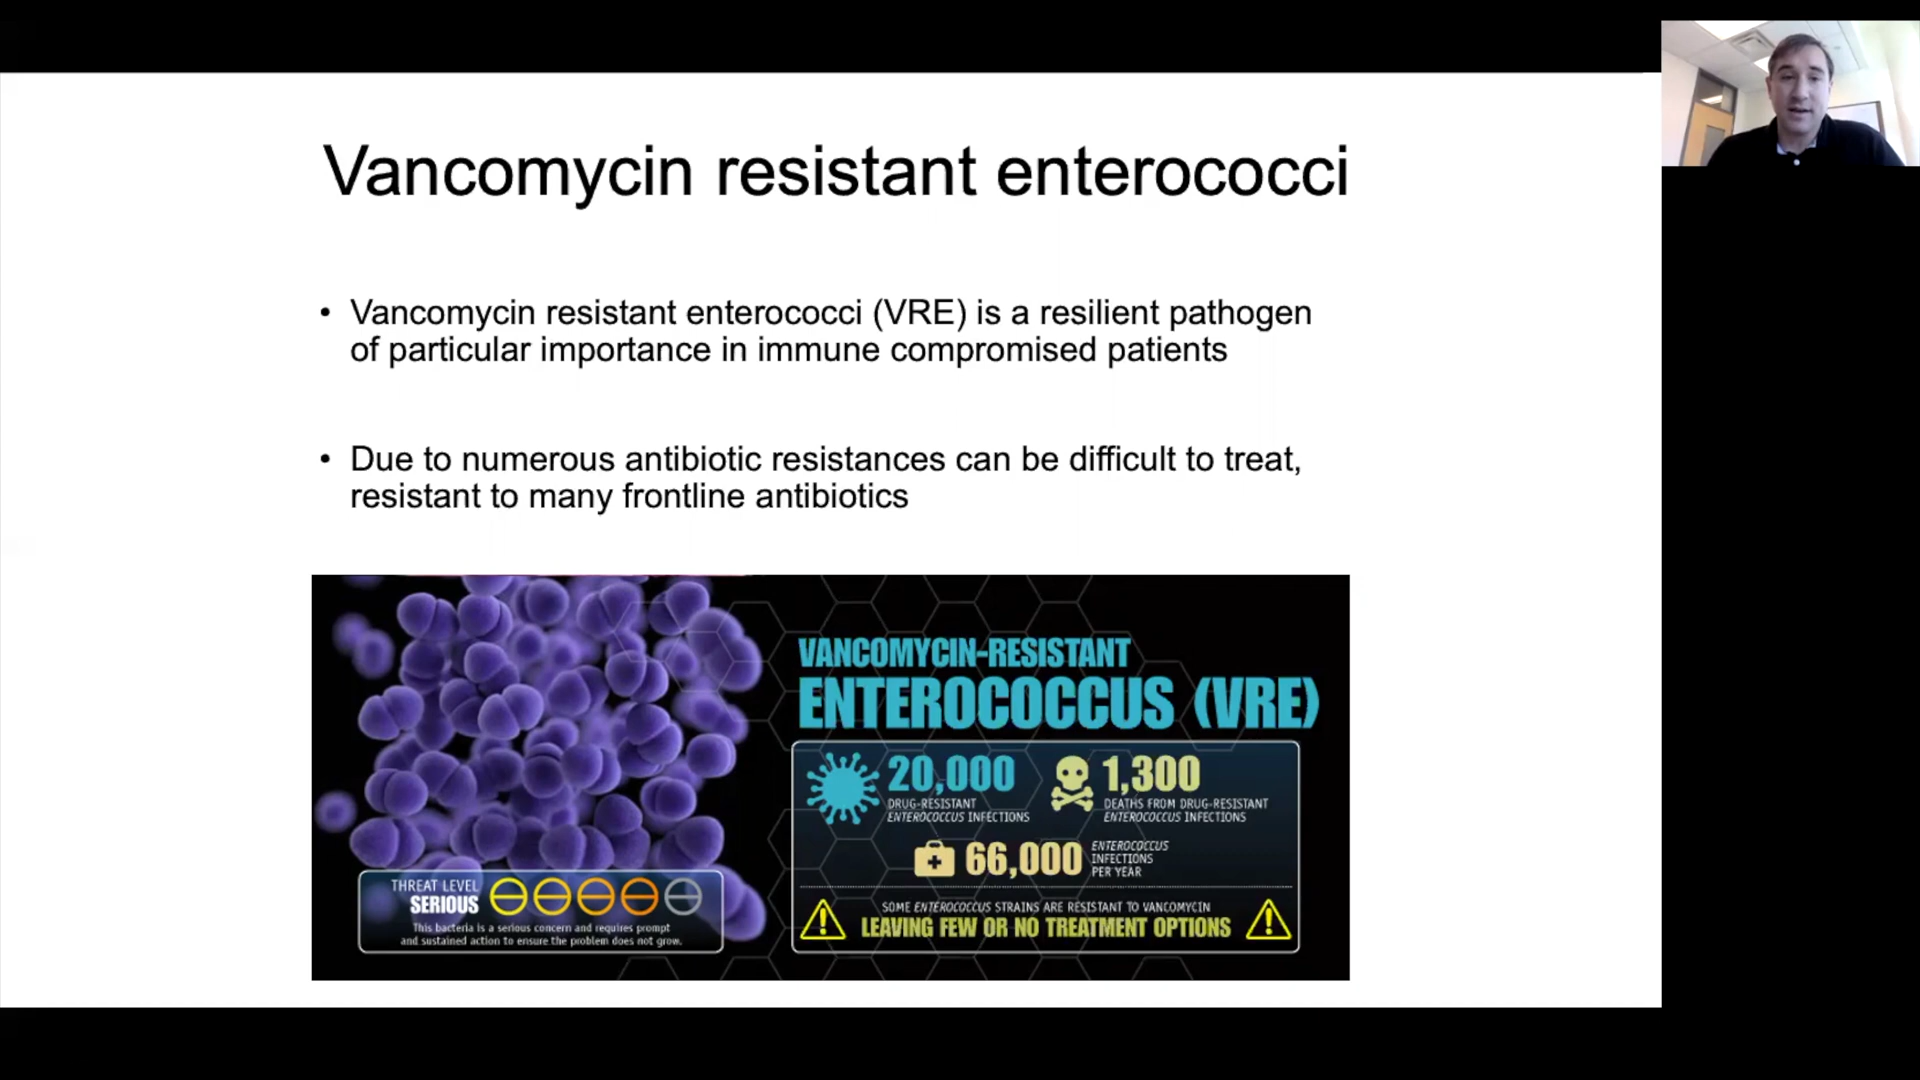 Vancomycin resistant enterococci
• Vancomycin resistant enterococci (VRE) is a resilient pathogen
of particular importance in immune compromised patients
• Due to numerous antibiotic resistances can be difficult to treat,
resistant to many frontline antibiotics
VANCOMYCIN-RESISTANT
ENTEROCOCCUS (VRE)
20,000
DRUG-RESISTANT
ENTEROCOCCUS INFECTIONS
1,300
DEATHS FROM DRUG-RESISTANT
ENTEROCOCCUS INFECTIONS
66,000
ENTEROCOCCUS
INFECTIONS
PER YEAR
THREAT LEVEL
SERIOUS
This bacteria is a serious concern and requires prompt
and sustained action to ensure the problem does not grow.
SOME ENTEROCOCCUS STRAINS ARE RESISTANT TO VANCOMYCIN
LEAVING FEW OR NO TREATMENT OPTIONS